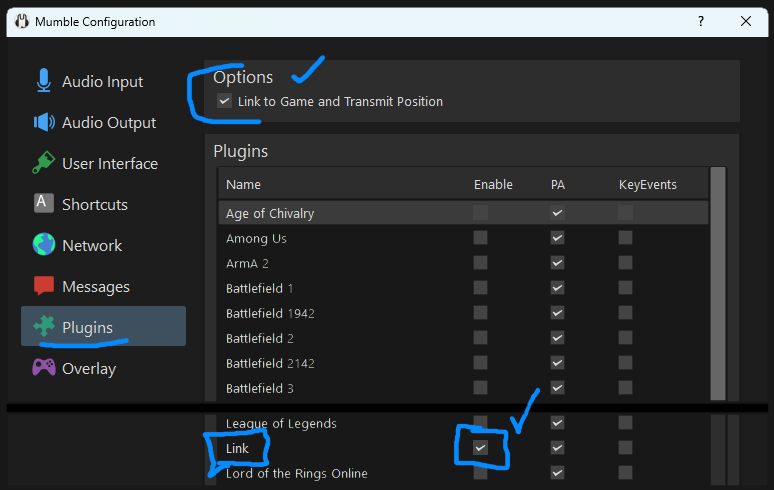 Mumble Configuration
?
Audio Input
Audio Output
User Interface
A Shortcuts
Network
Messages
Plugins
Overlay
Options
Link to Game and Transmit Position
Plugins
Name Enable PA KeyEvents
Age of Chivalry
Among Us
ArmA 2
Battlefield 1
Battlefield 1942
Battlefield 2
Battlefield 2142
Battlefield 3
League of Legends
Link
Lord of the Rings Online